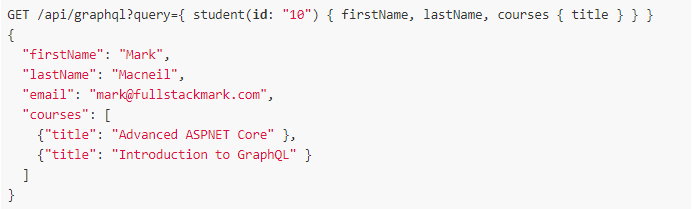 GET /api/graphql?query={ student(id: "10") { firstName, lastName, courses { title } } }
{
  "firstName": "Mark",
  "lastName": "Macneil",
  "email": "mark@fullstackmark.com",
  "courses": [
    {"title": "Advanced ASPNET Core" },
    {"title": "Introduction to GraphQL" }
  ]
}